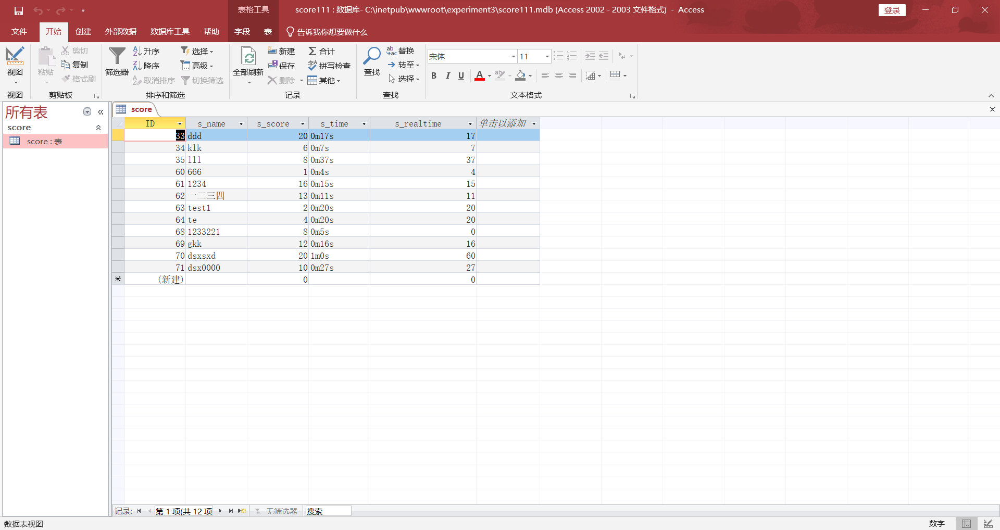 表格工具
score111 : 数据库- C:\inetpub\wwwroot\experiment3\score111.mdb (Access 2002 - 2003 文件格式) - Access
登录
文件 开始 创建 外部数据 数据库工具 帮助 字段 表 告诉我你想要做什么
视图
视图
粘贴
剪切
复制
格式刷
剪贴板
筛选器
升序
降序
取消排序
选择
高级
切换筛选
排序和筛选
全部刷新
新建
保存
删除
合计
拼写检查
其他
记录
查找
替换
转至
选择
查找
宋体 11
B I U A
文本格式
所有表
score
score : 表
score
ID s_name s_score s_time s_realtime 单击以添加
33 ddd 20 0m17s 17
34 klk 6 0m7s 7
35 lll 8 0m37s 37
60 666 1 0m4s 4
61 1234 16 0m15s 15
62 一二三四 13 0m11s 11
63 test1 2 0m20s 20
64 te 4 0m20s 20
68 1233221 8 0m5s 0
69 gkk 12 0m16s 16
70 dsxsxd 20 1m0s 60
71 dsx0000 10 0m27s 27
(新建) 0 0
记录: 第 1 项(共 12 项 无筛选器 搜索
数据表视图
数字